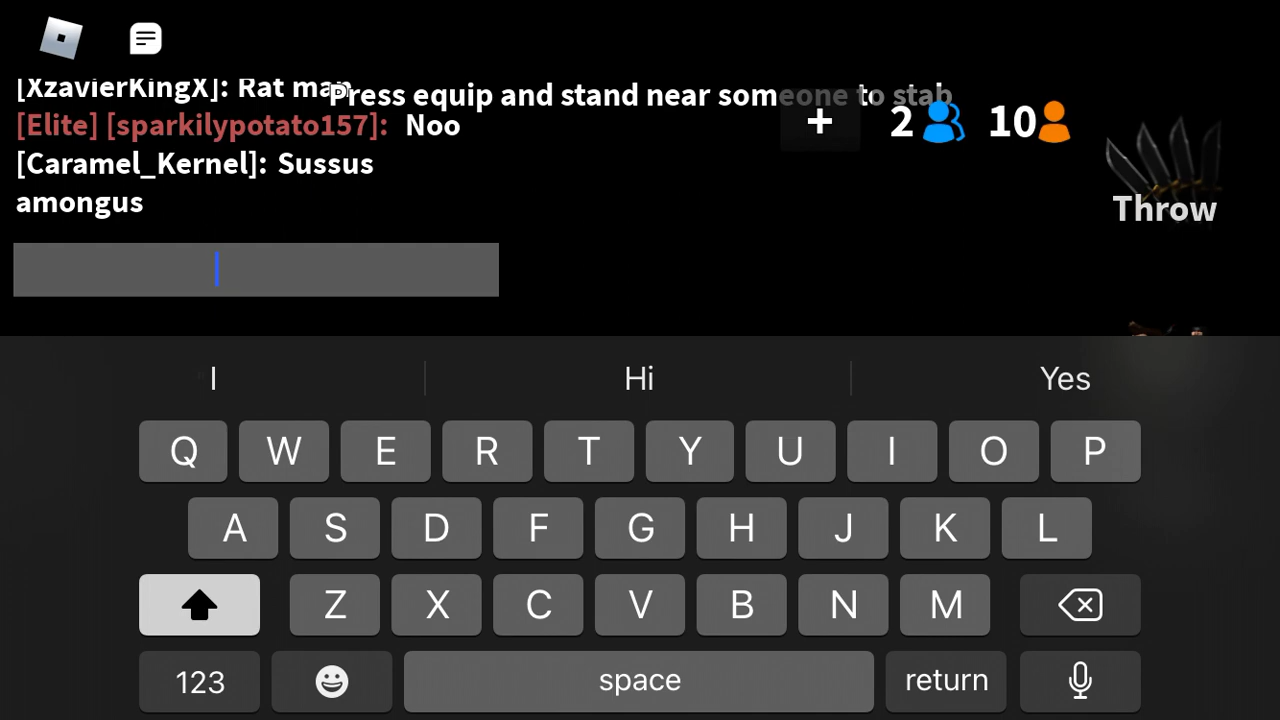 [XzavierKingX]: Rat man
Press equip and stand near someone to stab
[Elite] [sparkilypotato157]: Noo
[Caramel_Kernel]: Sussus
amongus
+ 2 10
Throw
I Hi Yes
Q W E R T Y U I O P
A S D F G H J K L
Z X C V B N M
123 space return